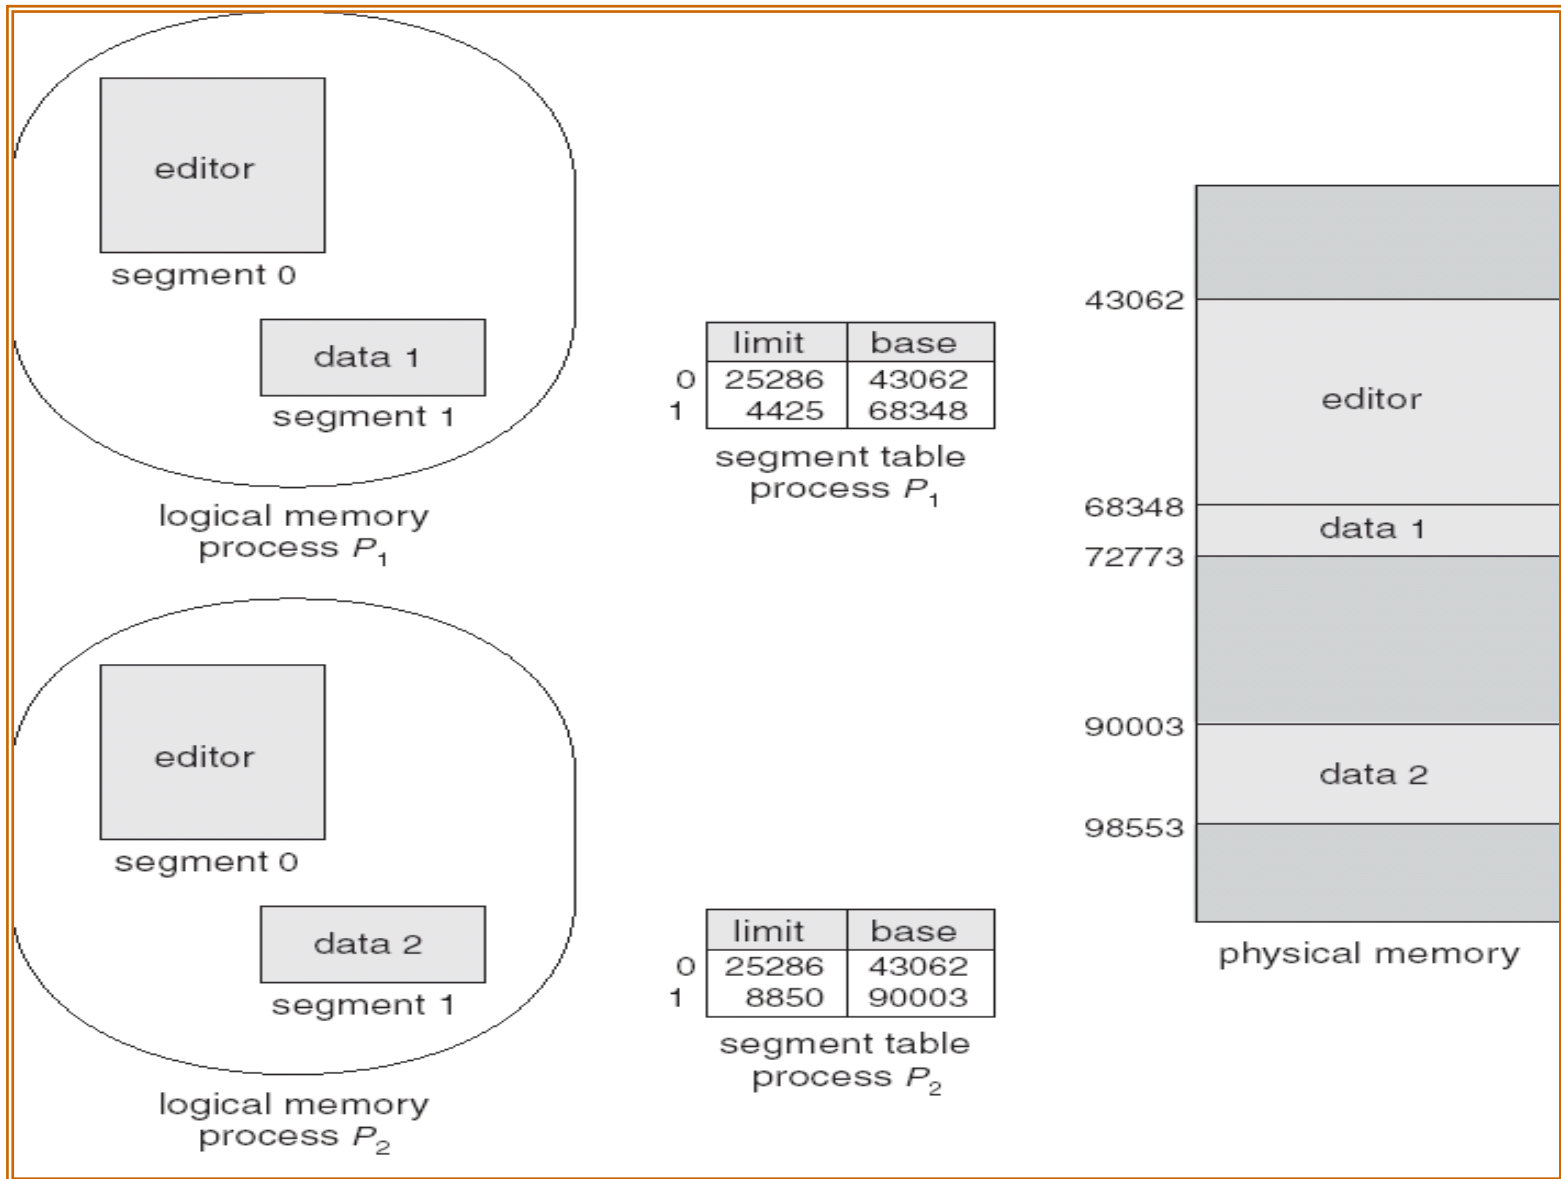 editor
segment 0
data 1
segment 1
logical memory
process P1
limit base
0 25286 43062
1 4425 68348
segment table
process P1
43062
editor
68348
data 1
72773
90003
data 2
98553
physical memory
editor
segment 0
data 2
segment 1
logical memory
process P2
limit base
0 25286 43062
1 8850 90003
segment table
process P2